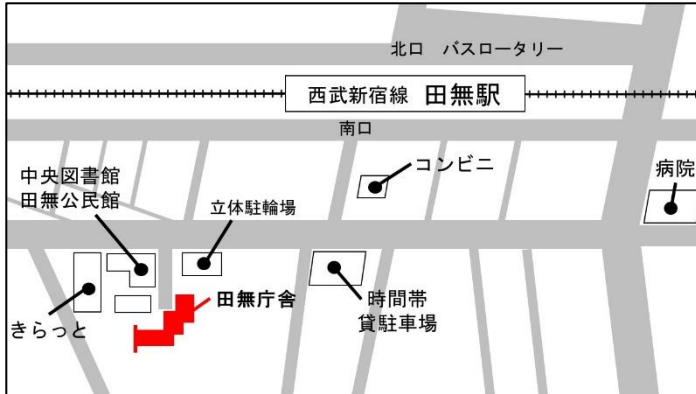 北口　バスロータリー
西武新宿線 田無駅
南口
コンビニ
病院
中央図書館
田無公民館
立体駐輪場
田無庁舎
時間帯
貸駐車場
きらっと